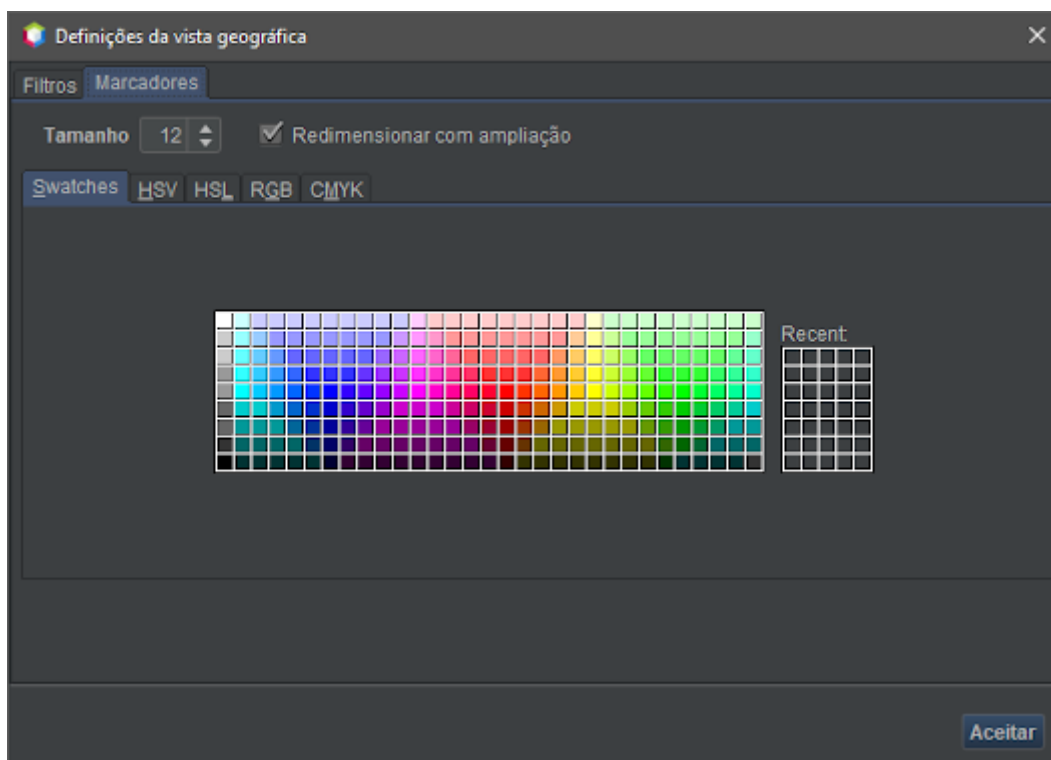 Definições da vista geográfica
Filtros Marcadores
Tamanho 12 Redimensionar com ampliação
Swatches HSV HSL RGB CMYK
Recent
Aceitar